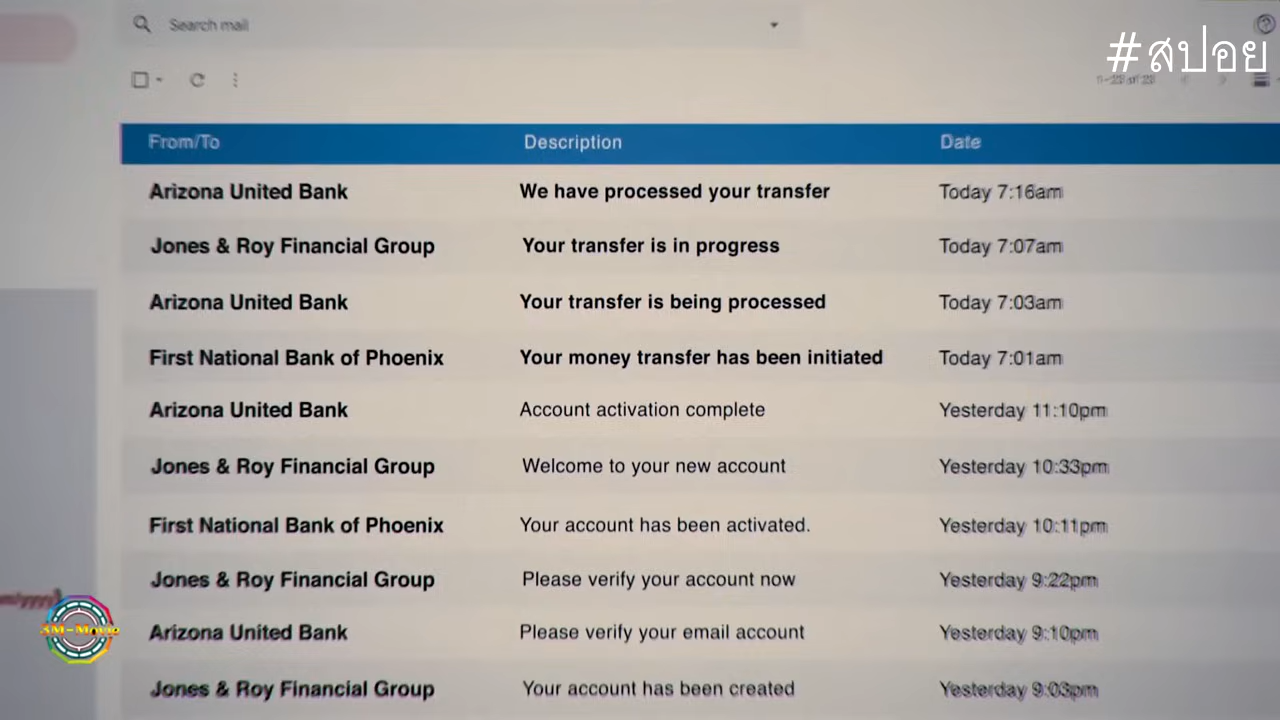 Search mail
#สปอย
From/To Description Date
Arizona United Bank We have processed your transfer Today 7:16am
Jones & Roy Financial Group Your transfer is in progress Today 7:07am
Arizona United Bank Your transfer is being processed Today 7:03am
First National Bank of Phoenix Your money transfer has been initiated Today 7:01am
Arizona United Bank Account activation complete Yesterday 11:10pm
Jones & Roy Financial Group Welcome to your new account Yesterday 10:33pm
First National Bank of Phoenix Your account has been activated. Yesterday 10:11pm
Jones & Roy Financial Group Please verify your account now Yesterday 9:22pm
3M-Movie
Arizona United Bank Please verify your email account Yesterday 9:10pm
Jones & Roy Financial Group Your account has been created Yesterday 9:03pm